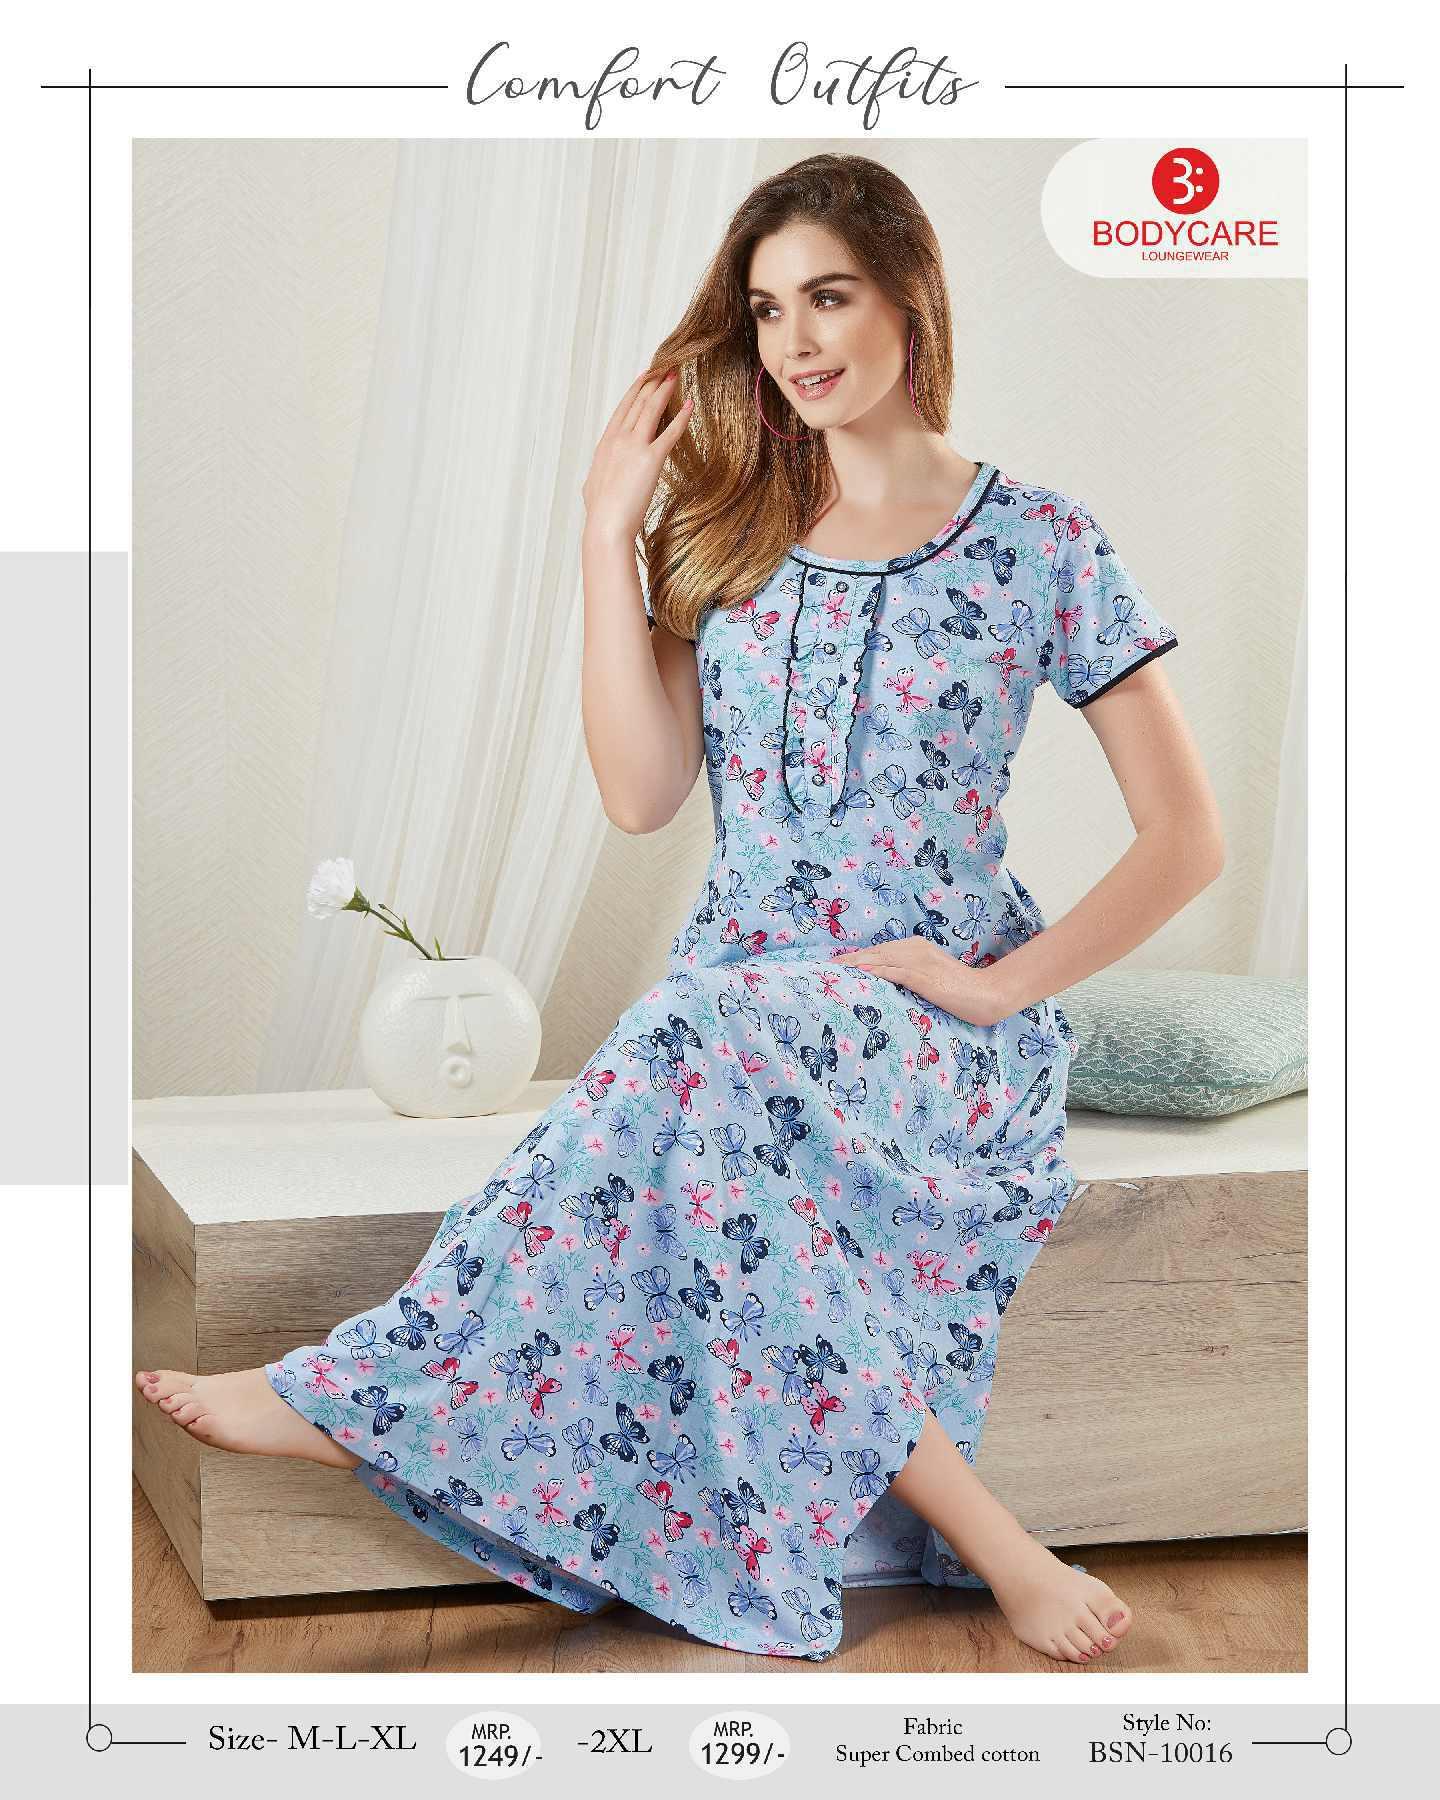 Comfort Outfits
B:
BODYCARE
LOUNGEWEAR
Size- M-L-XL
MRP.
1249/-
-2XL
MRP.
1299/-
Fabric
Super Combed cotton
Style No:
BSN-10016